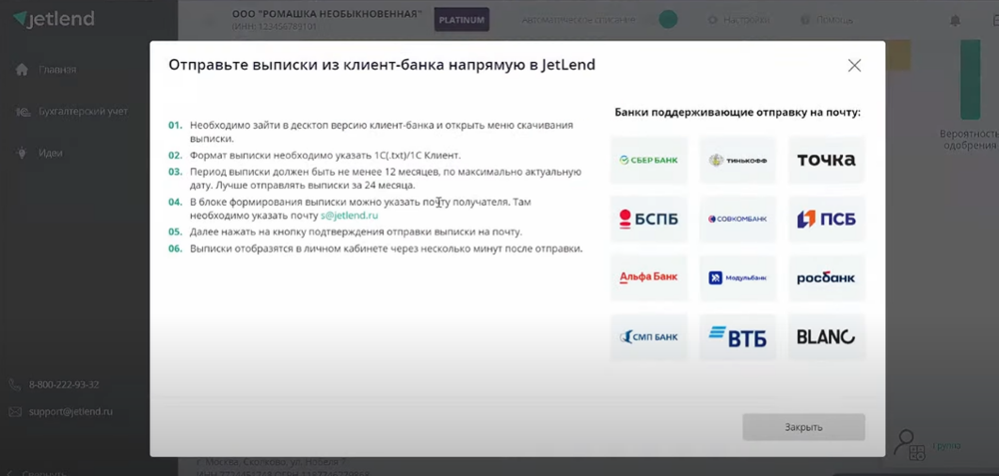 jetlend
ООО "РОМАШКА НЕОБЫКНОВЕННАЯ"
(ИНН: 123456789101)
PLATINUM
Автоматическое списание
Настройки
Помощь
Главная
Бухгалтерский учет
Идеи
Отправьте выписки из клиент-банка напрямую в JetLend
01. Необходимо зайти в десктоп версию клиент-банка и открыть меню скачивания
выписки.
02. Формат выписки необходимо указать 1С(.txt)/1С Клиент.
03. Период выписки должен быть не менее 12 месяцев, по максимально актуальную
дату. Лучше отправлять выписки за 24 месяца.
04. В блоке формирования выписки можно указать почту получателя. Там
необходимо указать почту s@jetlend.ru
05. Далее нажать на кнопку подтверждения отправки выписки на почту.
06. Выписки отобразятся в личном кабинете через несколько минут после отправки.
Банки поддерживающие отправку на почту:
СБЕР БАНК
ТИНЬКОФФ
точка
БСПБ
СОВКОМБАНК
ПСБ
Альфа Банк
Модульбанк
росбанк
СМП БАНК
ВТБ
BLANC
Вероятность
одобрения
Закрыть
8-800-222-93-32
support@jetlend.ru
Группа
г. Москва, Сколково, ул. Нобеля 7